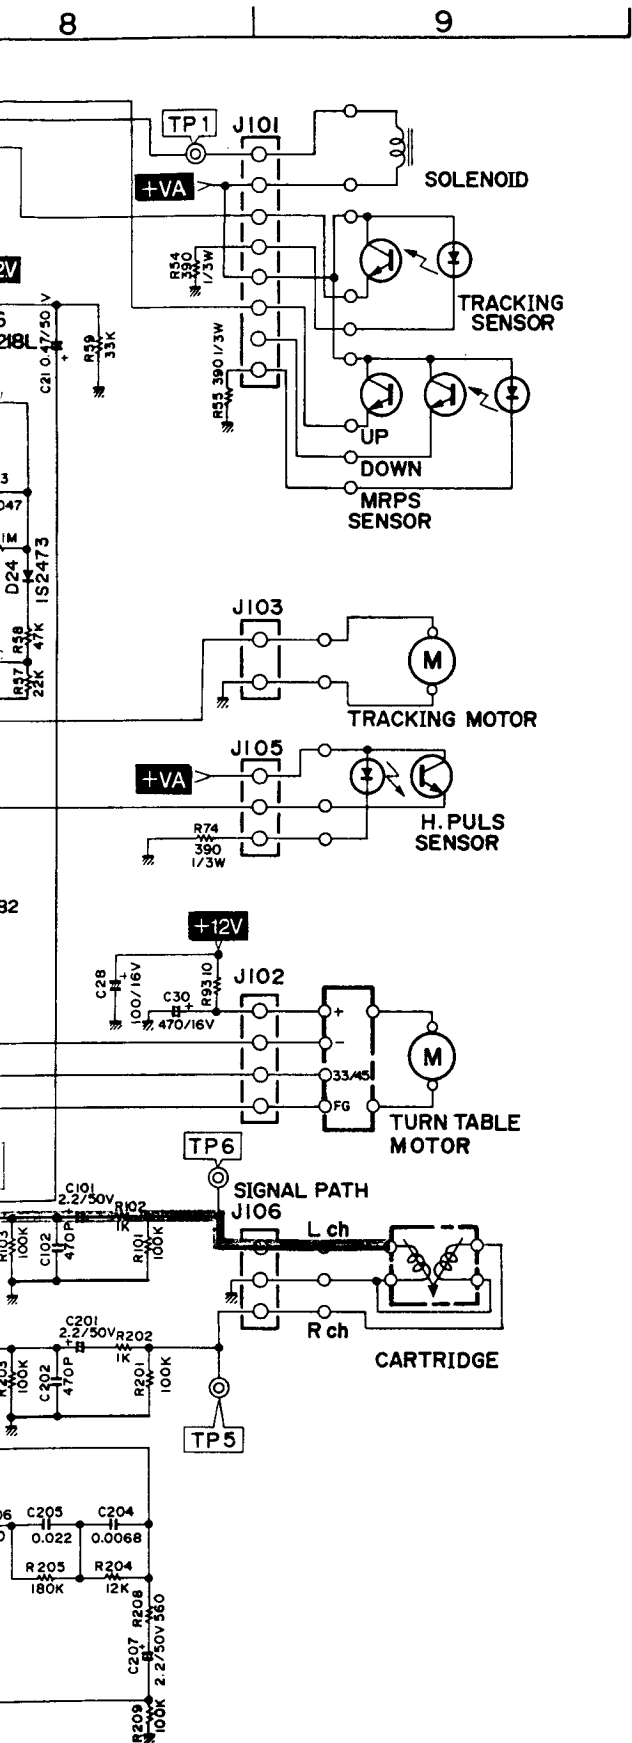 8
9
TP1
J101
+VA
SOLENOID
R54
390
1/3W
TRACKING
SENSOR
C21 0.47/50V
+
218L
R59
33K
R55 390 1/3W
UP
DOWN
MRPS
SENSOR
3
047
1M
D24
1S2473
R58
47K
R57
22K
J103
M
TRACKING MOTOR
J105
+VA
R74
390
1/3W
H.PULS
SENSOR
+12V
C28
+
100/16V
R93 10
C30
+
470/16V
J102
+
-
33/45
FG
M
TURN TABLE
MOTOR
TP6
SIGNAL PATH
J106
L ch
R ch
CARTRIDGE
C101
2.2/50V
+
R102
1K
R103
100K
C102
470P
R101
100K
C201
2.2/50V
+
R202
1K
R203
100K
C202
470P
R201
100K
TP5
C205
0.022
C204
0.0068
R205
180K
R204
12K
R208
560
C207
+
2.2/50V
R209
100K